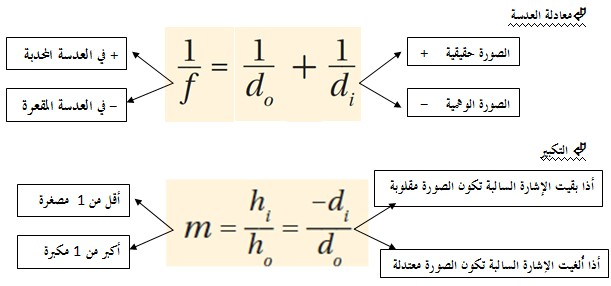 معادلة العدسة
الصورة حقيقية +
+ في العدسة المحدبة
1/f = 1/d_o + 1/d_i
الصورة الوهمية −
− في العدسة المقعرة
التكبير
أذا بقيت الإشارة السالبة تكون الصورة مقلوبة
أقل من 1 مصغرة
m = h_i/h_o = -d_i/d_o
أكبر من 1 مكبرة
أذا ألغيت الإشارة السالبة تكون الصورة معتدلة